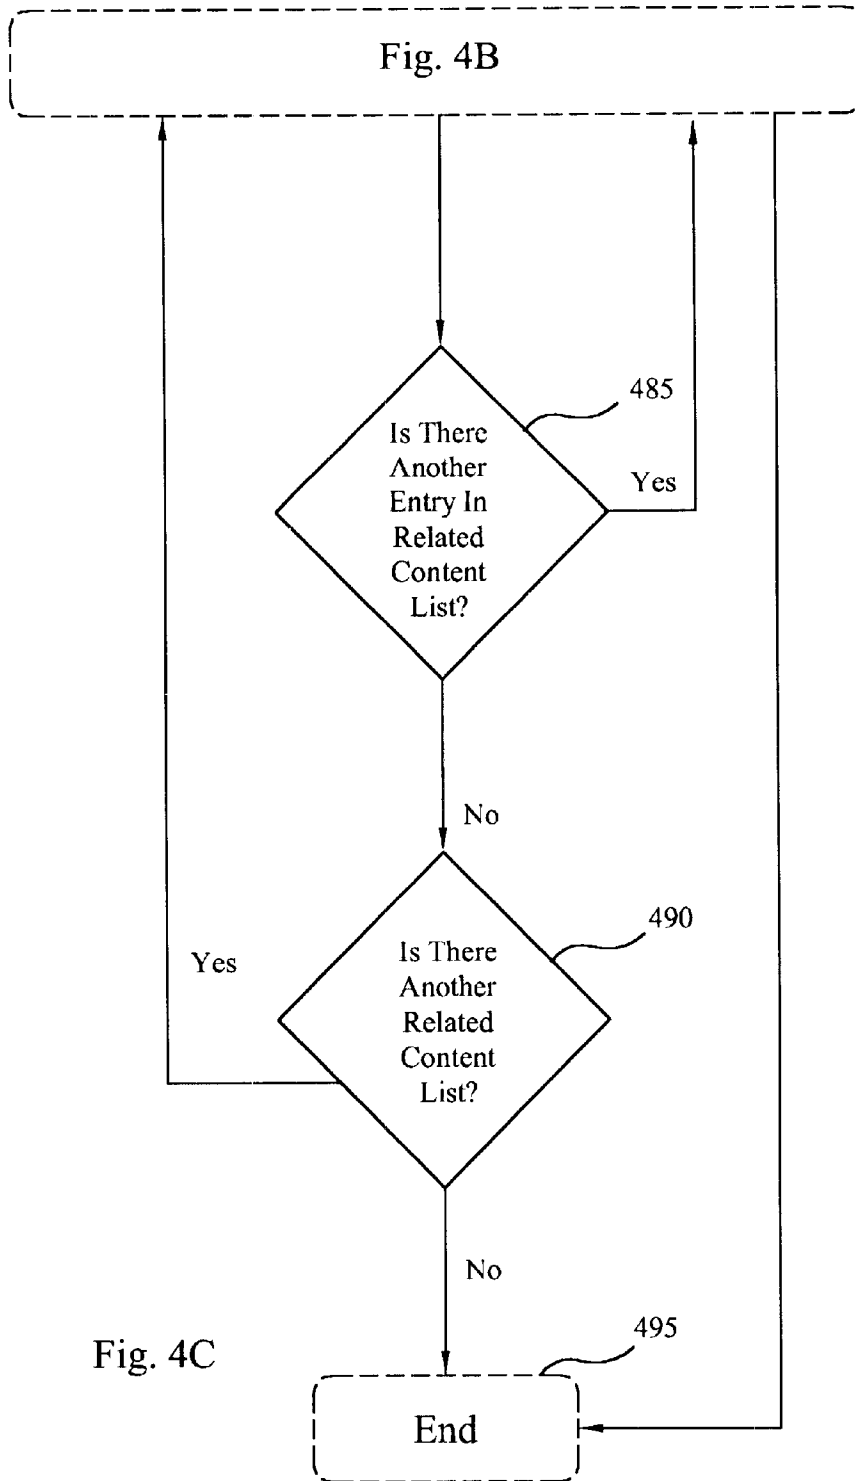 Fig. 4B
485
Is There
Another
Entry In
Related
Content
List?
Yes
No
490
Is There
Another
Related
Content
List?
Yes
No
Fig. 4C
495
End